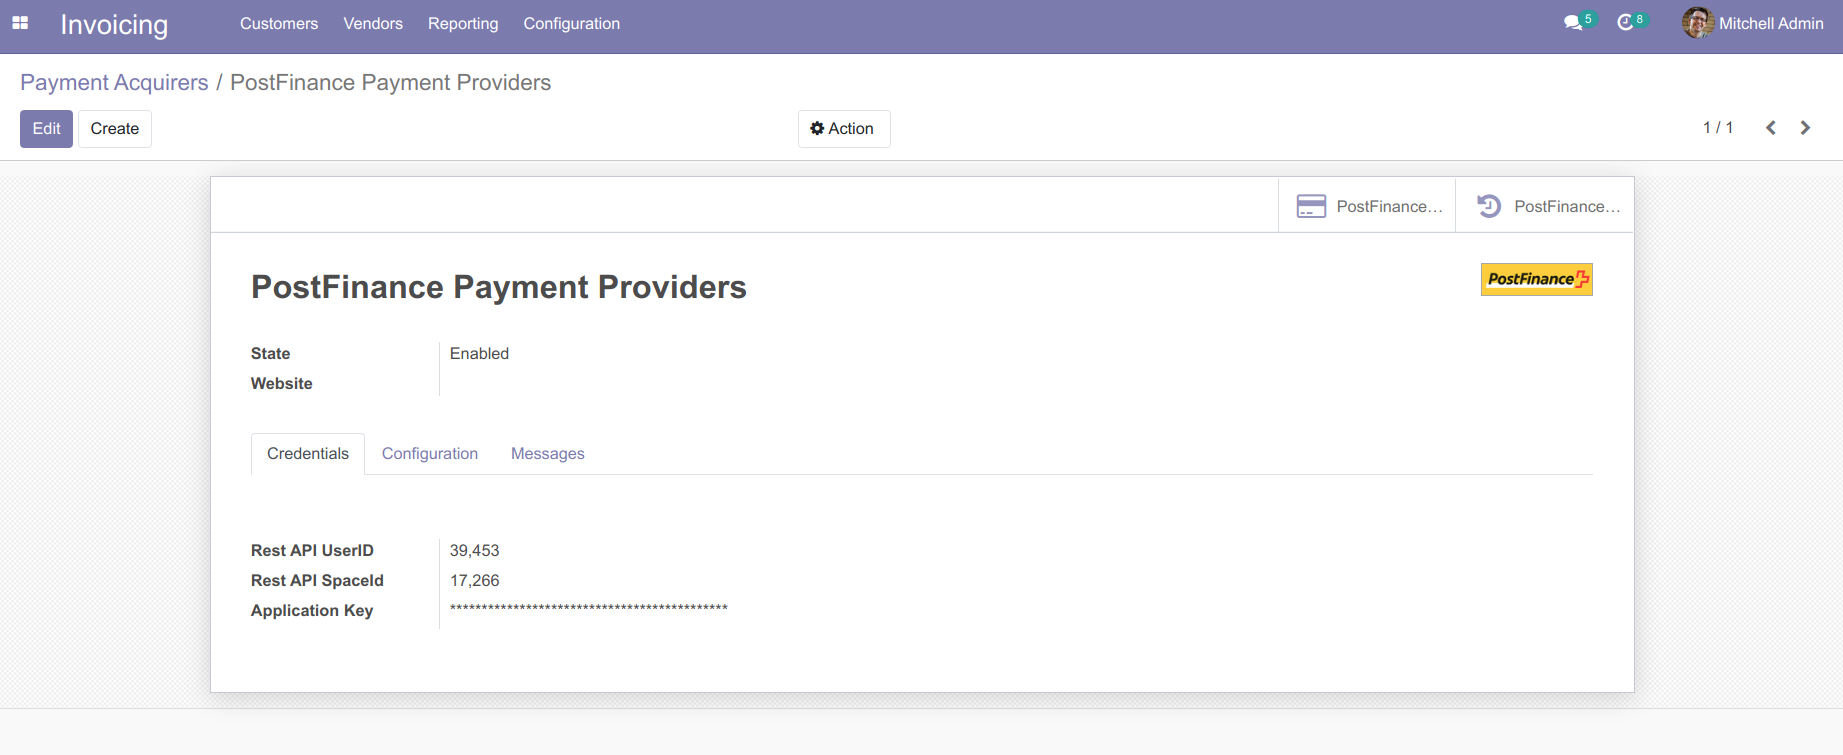 Invoicing Customers Vendors Reporting Configuration 5 8 Mitchell Admin
Payment Acquirers / PostFinance Payment Providers
Edit Create Action 1 / 1
PostFinance... PostFinance...
PostFinance Payment Providers PostFinance
State Enabled
Website
Credentials Configuration Messages
Rest API UserID 39,453
Rest API SpaceId 17,266
Application Key ********************************************